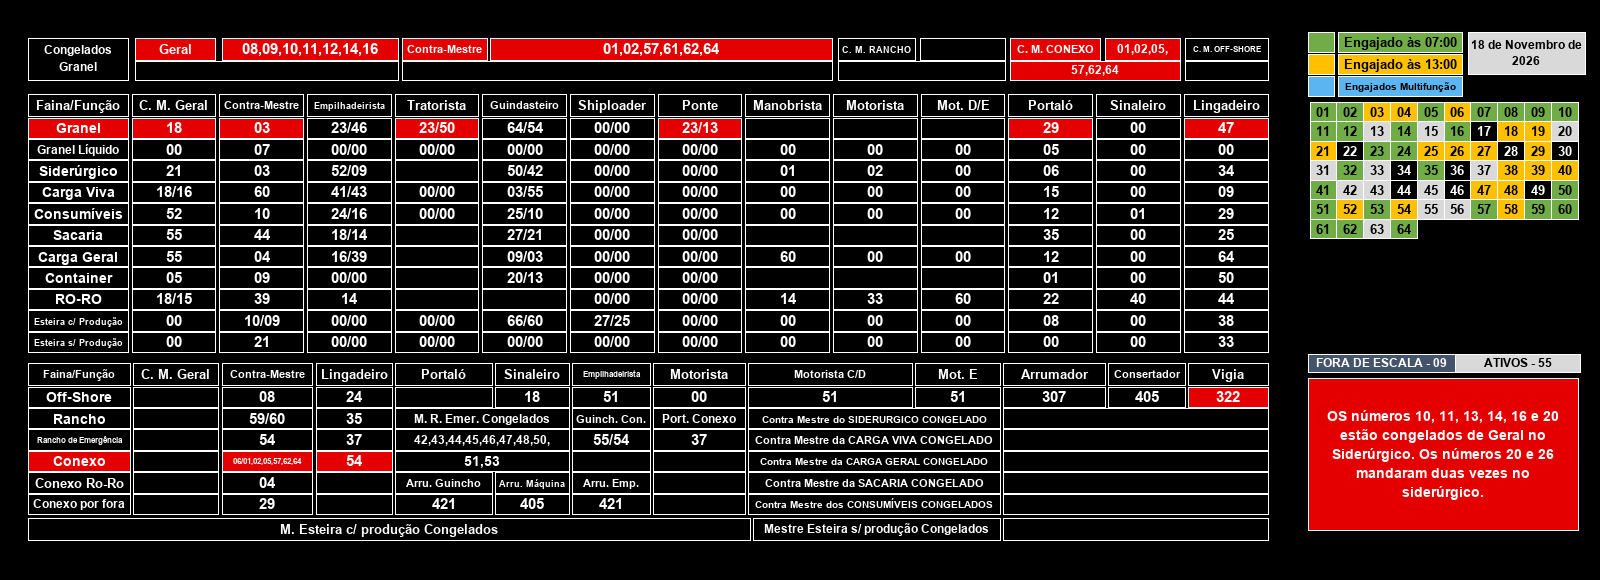 Congelados Granel Geral 08,09,10,11,12,14,16 Contra-Mestre 01,02,57,61,62,64 C. M. RANCHO C. M. CONEXO 01,02,05, C. M. OFF-SHORE
57,62,64
Faina/Função C. M. Geral Contra-Mestre Empilhadeirista Tratorista Guindasteiro Shiploader Ponte Manobrista Motorista Mot. D/E Portaló Sinaleiro Lingadeiro
Granel 18 03 23/46 23/50 64/54 00/00 23/13 29 00 47
Granel Líquido 00 07 00/00 00/00 00/00 00/00 00/00 00 00 00 05 00 00
Siderúrgico 21 03 52/09 50/42 00/00 00/00 01 02 00 06 00 34
Carga Viva 18/16 60 41/43 00/00 03/55 00/00 00/00 00 00 00 15 00 09
Consumíveis 52 10 24/16 00/00 25/10 00/00 00/00 00 00 00 12 01 29
Sacaria 55 44 18/14 27/21 00/00 00/00 35 00 25
Carga Geral 55 04 16/39 09/03 00/00 00/00 60 00 00 12 00 64
Container 05 09 00/00 20/13 00/00 00/00 01 00 50
RO-RO 18/15 39 14 00/00 00/00 14 33 60 22 40 44
Esteira c/ Produção 00 10/09 00/00 00/00 66/60 27/25 00/00 00 00 00 08 00 38
Esteira s/ Produção 00 21 00/00 00/00 00/00 00/00 00/00 00 00 00 00 00 33
Faina/Função C. M. Geral Contra-Mestre Lingadeiro Portaló Sinaleiro Empilhadeirista Motorista Motorista C/D Mot. E Arrumador Consertador Vigia
Off-Shore 08 24 18 51 00 51 51 307 405 322
Rancho 59/60 35 M. R. Emer. Congelados Guinch. Con. Port. Conexo Contra Mestre do SIDERURGICO CONGELADO
Rancho de Emergência 54 37 42,43,44,45,46,47,48,50, 55/54 37 Contra Mestre da CARGA VIVA CONGELADO
Conexo 06/01,02,05,57,62,64 54 51,53 Contra Mestre da CARGA GERAL CONGELADO
Conexo Ro-Ro 04 Arru. Guincho Arru. Máquina Arru. Emp. Contra Mestre da SACARIA CONGELADO
Conexo por fora 29 421 405 421 Contra Mestre dos CONSUMÍVEIS CONGELADOS
M. Esteira c/ produção Congelados Mestre Esteira s/ produção Congelados
Engajado às 07:00
Engajado às 13:00
Engajados Multifunção
18 de Novembro de
2026
01 02 03 04 05 06 07 08 09 10
11 12 13 14 15 16 17 18 19 20
21 22 23 24 25 26 27 28 29 30
31 32 33 34 35 36 37 38 39 40
41 42 43 44 45 46 47 48 49 50
51 52 53 54 55 56 57 58 59 60
61 62 63 64
FORA DE ESCALA - 09 ATIVOS - 55
OS números 10, 11, 13, 14, 16 e 20
estão congelados de Geral no
Siderúrgico. Os números 20 e 26
mandaram duas vezes no
siderúrgico.